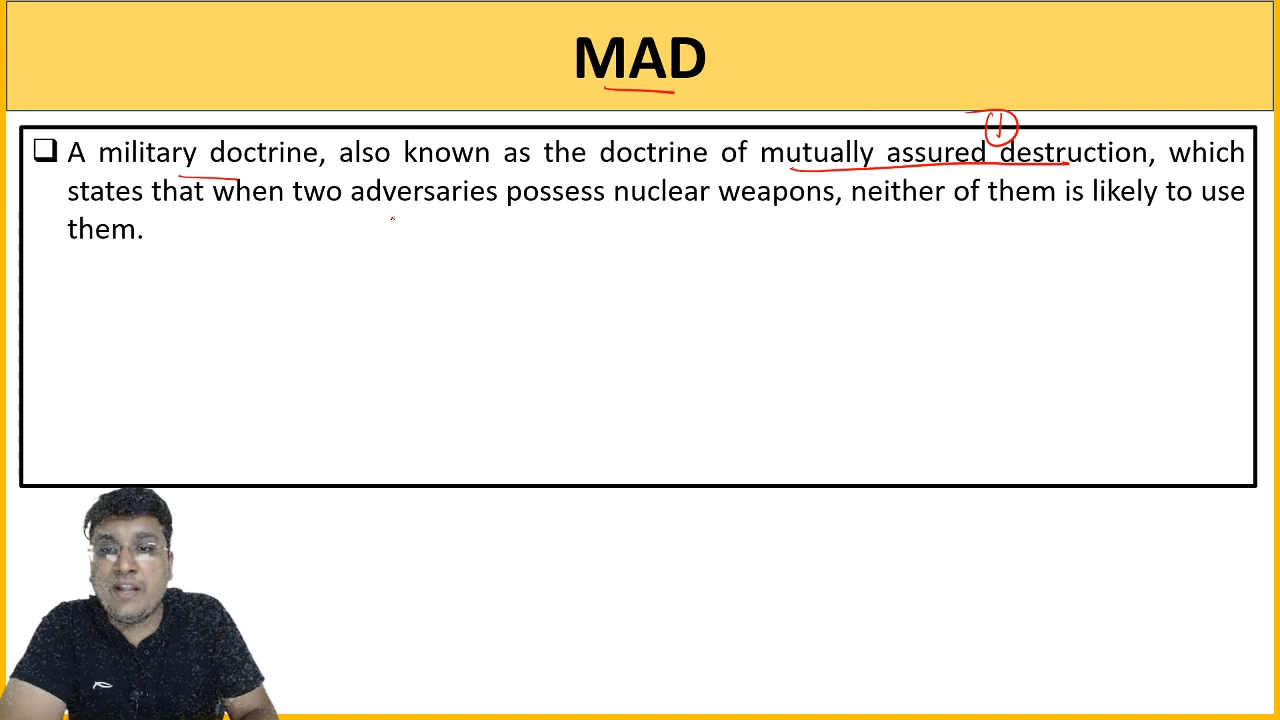 MAD
A military doctrine, also known as the doctrine of mutually assured destruction, which
states that when two adversaries possess nuclear weapons, neither of them is likely to use
them.